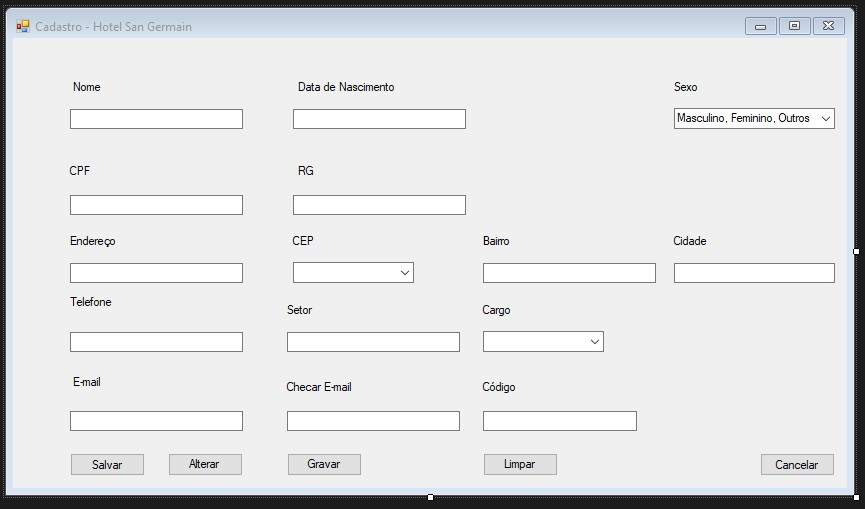 Cadastro - Hotel San Germain
Nome
Data de Nascimento
Sexo
Masculino, Feminino, Outros
CPF
RG
Endereço
CEP
Bairro
Cidade
Telefone
Setor
Cargo
E-mail
Checar E-mail
Código
Salvar
Alterar
Gravar
Limpar
Cancelar